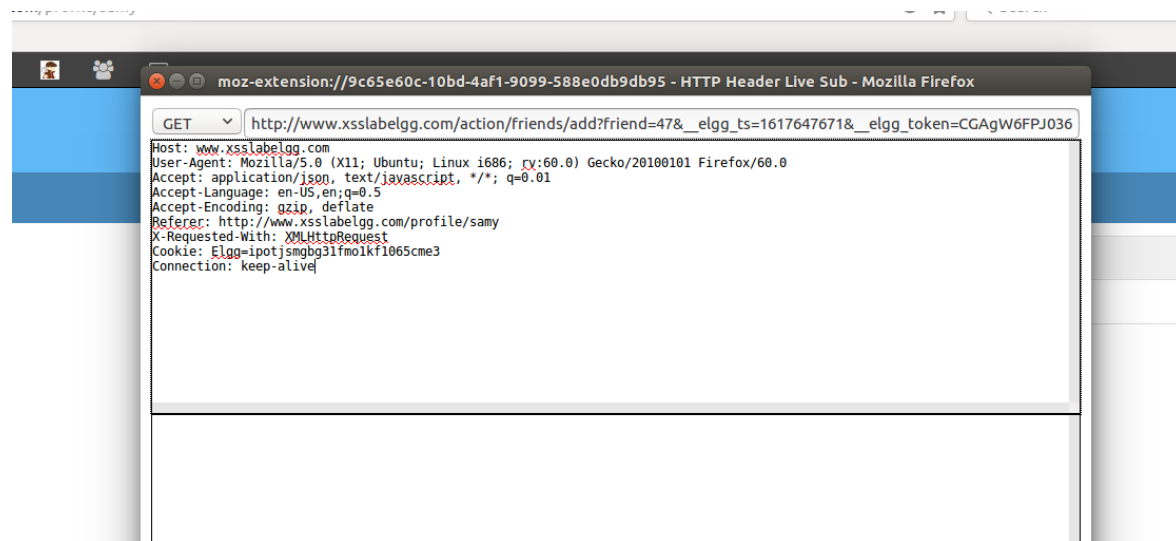 moz-extension://9c65e60c-10bd-4af1-9099-588e0db9db95 - HTTP Header Live Sub - Mozilla Firefox
GET http://www.xsslabelgg.com/action/friends/add?friend=47&__elgg_ts=1617647671&__elgg_token=CGAgW6FPJ036
Host: www.xsslabelgg.com
User-Agent: Mozilla/5.0 (X11; Ubuntu; Linux i686; rv:60.0) Gecko/20100101 Firefox/60.0
Accept: application/json, text/javascript, */*; q=0.01
Accept-Language: en-US,en;q=0.5
Accept-Encoding: gzip, deflate
Referer: http://www.xsslabelgg.com/profile/samy
X-Requested-With: XMLHttpRequest
Cookie: Elgg=ipotjsmgbg31fmo1kf1065cme3
Connection: keep-alive